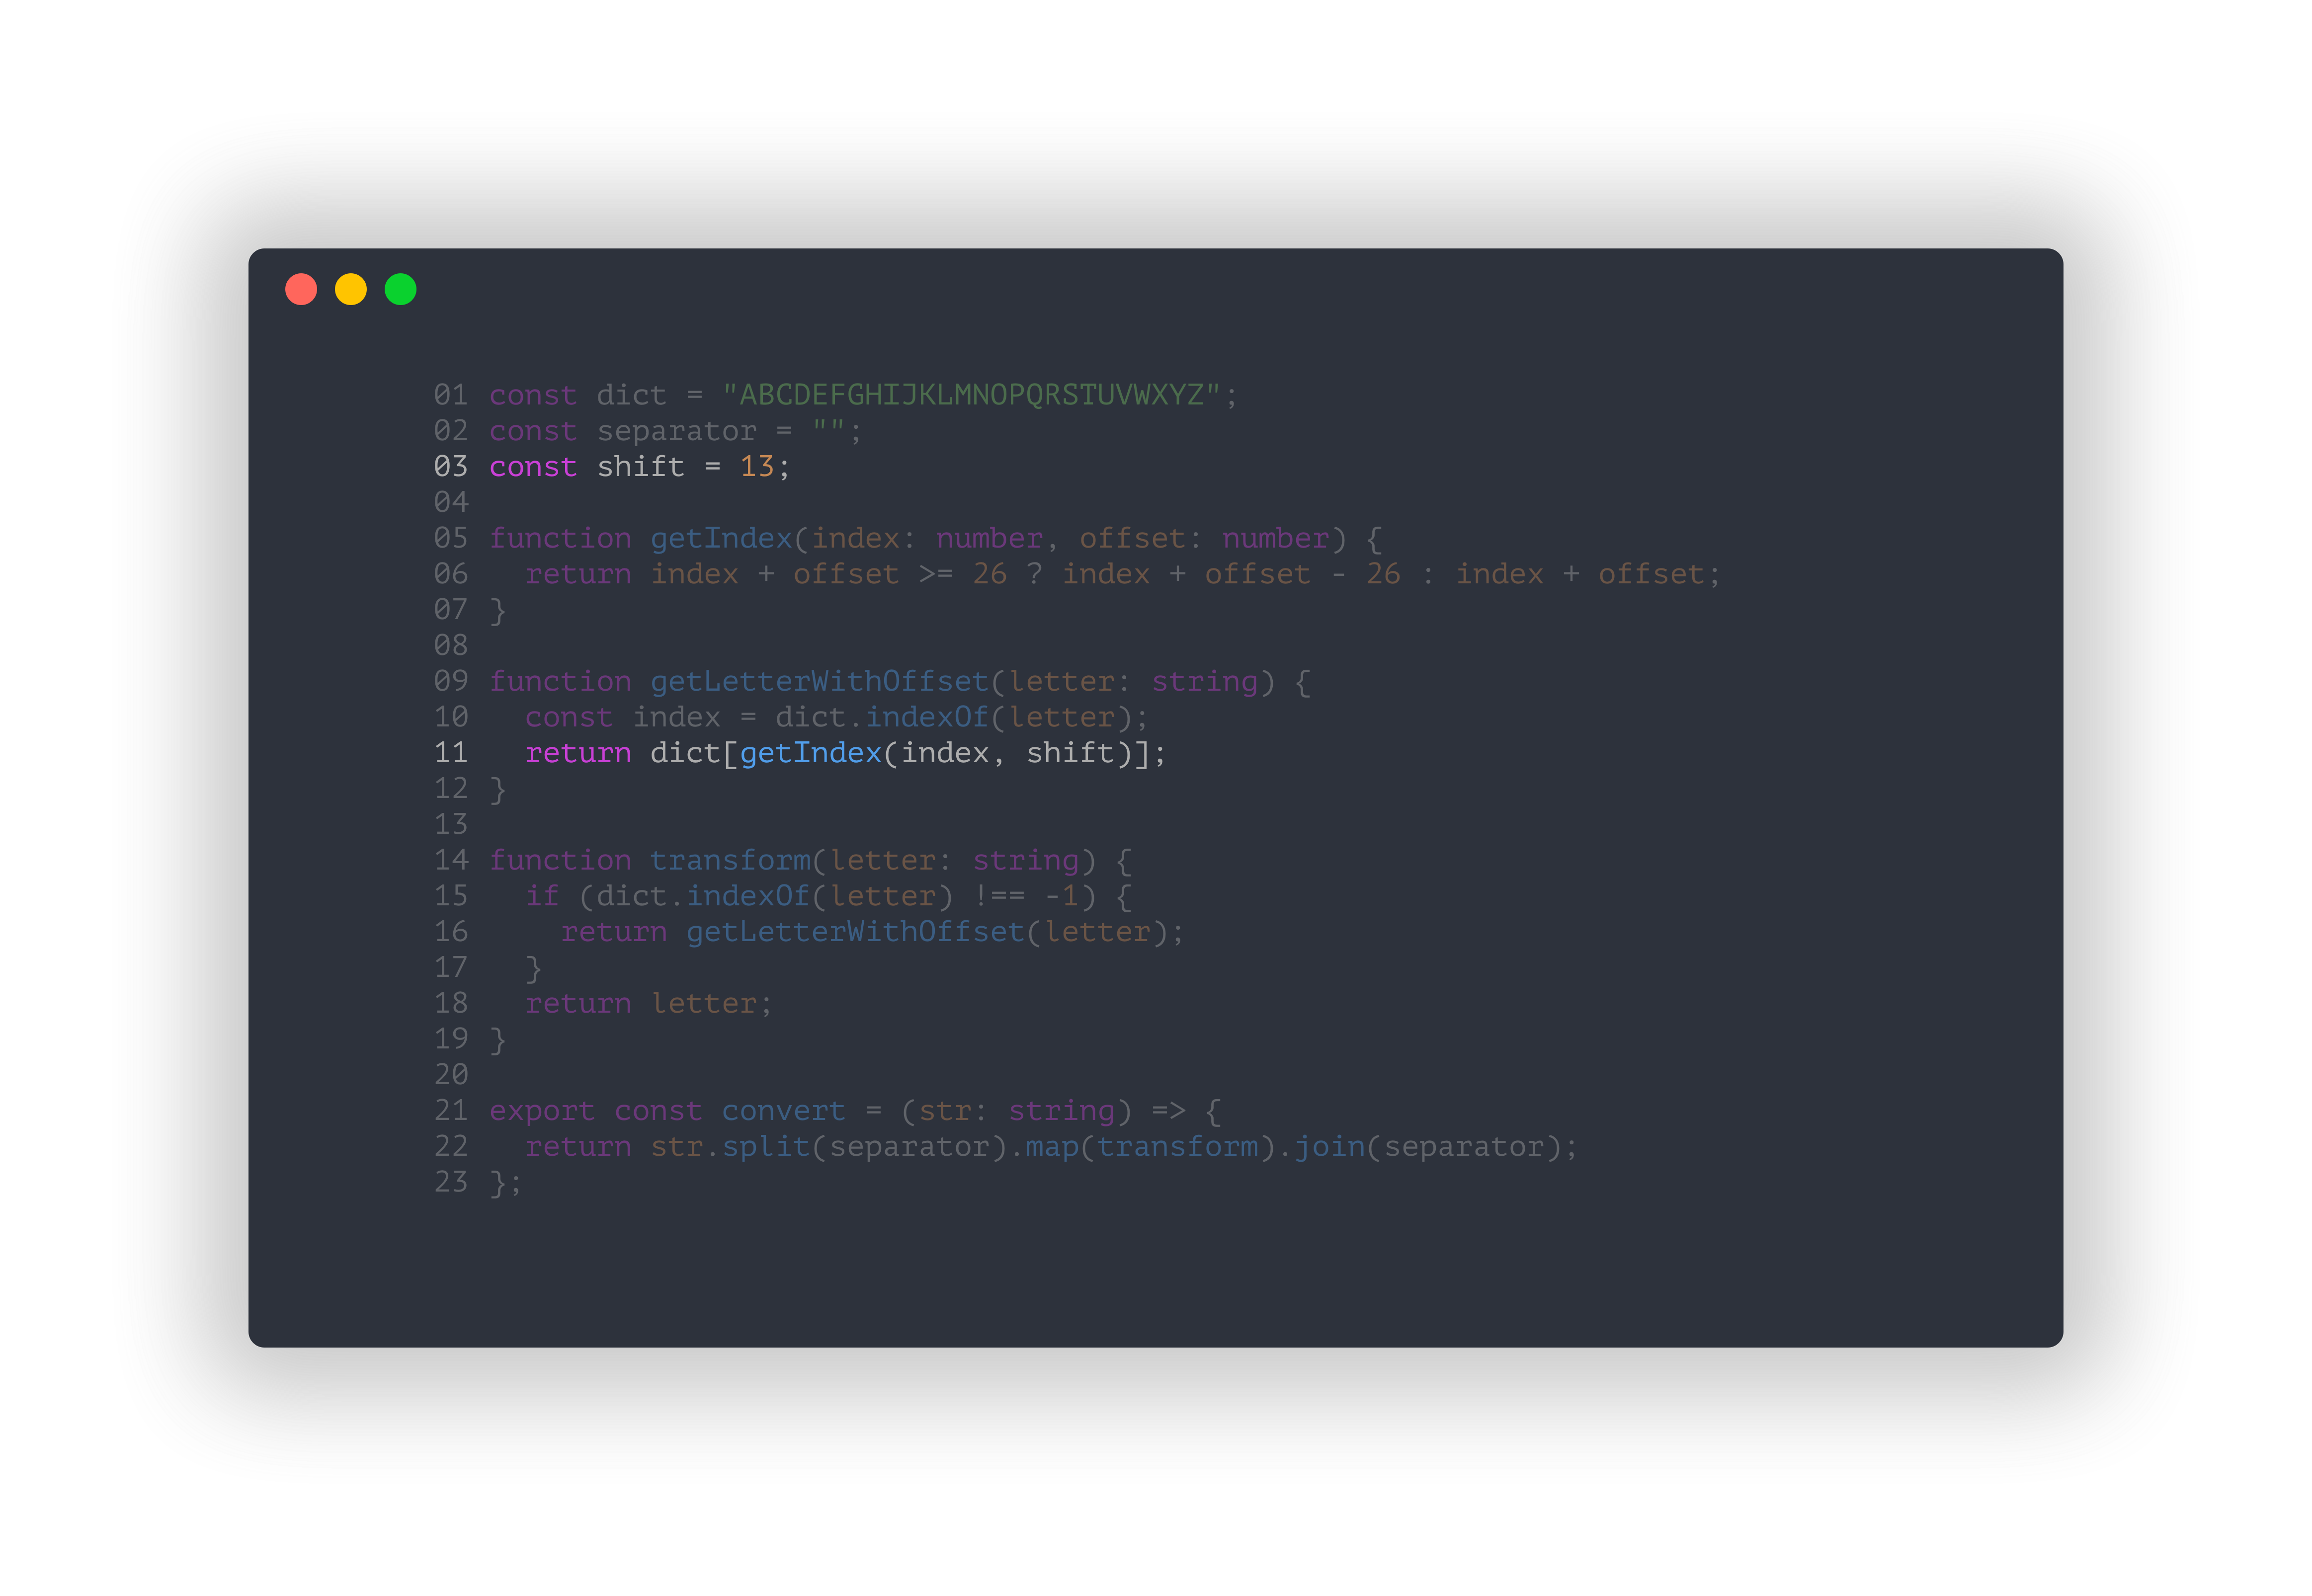 01 const dict = "ABCDEFGHIJKLMNOPQRSTUVWXYZ";
02 const separator = "";
03 const shift = 13;
04
05 function getIndex(index: number, offset: number) {
06   return index + offset >= 26 ? index + offset - 26 : index + offset;
07 }
08
09 function getLetterWithOffset(letter: string) {
10   const index = dict.indexOf(letter);
11   return dict[getIndex(index, shift)];
12 }
13
14 function transform(letter: string) {
15   if (dict.indexOf(letter) !== -1) {
16     return getLetterWithOffset(letter);
17   }
18   return letter;
19 }
20
21 export const convert = (str: string) => {
22   return str.split(separator).map(transform).join(separator);
23 };